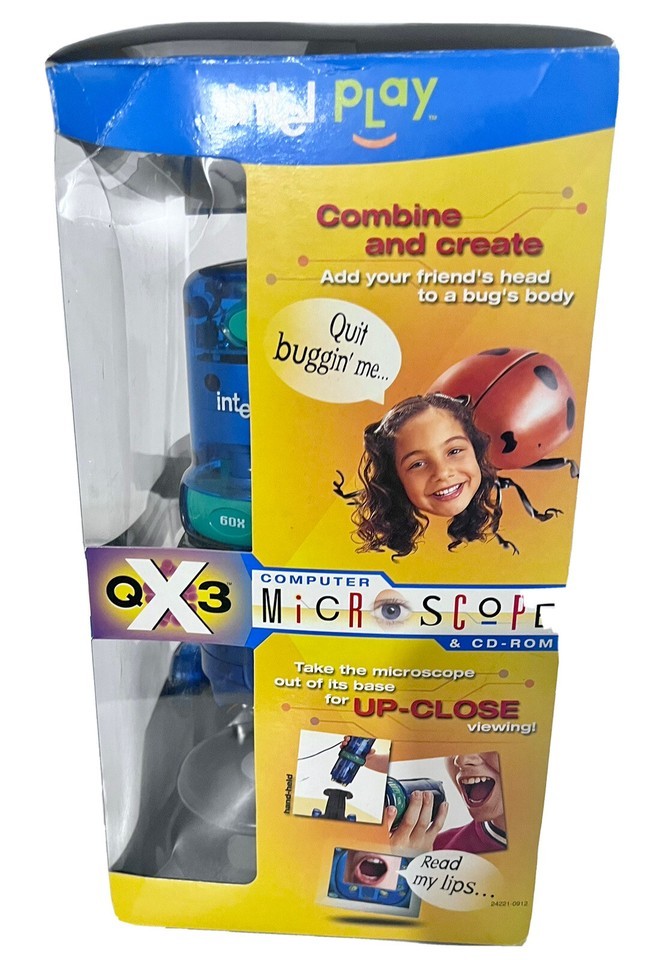 intel play™
Combine
and create
Add your friend's head
to a bug's body
Quit
buggin' me...
inte
60X
QX3™
COMPUTER
MiCROSCOPE
& CD-ROM
Take the microscope
out of its base
for UP-CLOSE
viewing!
hand-held
Read
my lips...
24221-0912